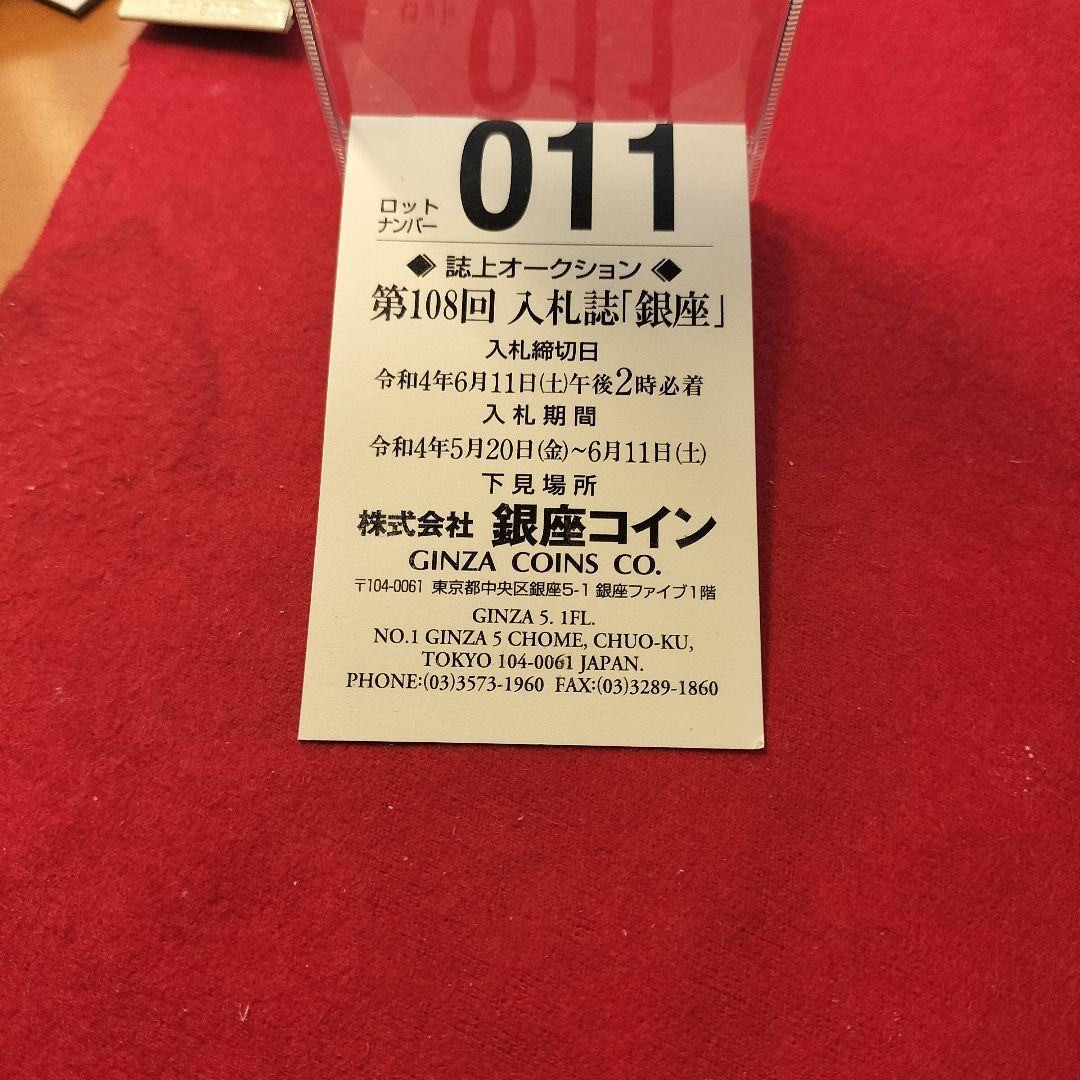 011
ロット
ナンバー
◆ 誌上オークション ◆
第108回 入札誌「銀座」
入札締切日
令和4年6月11日(土)午後2時必着
入札期間
令和4年5月20日(金)~6月11日(土)
下見場所
株式会社 銀座コイン
GINZA COINS CO.
〒104-0061 東京都中央区銀座5-1 銀座ファイブ1階
GINZA 5. 1FL.
NO.1 GINZA 5 CHOME, CHUO-KU,
TOKYO 104-0061 JAPAN.
PHONE:(03)3573-1960 FAX:(03)3289-1860